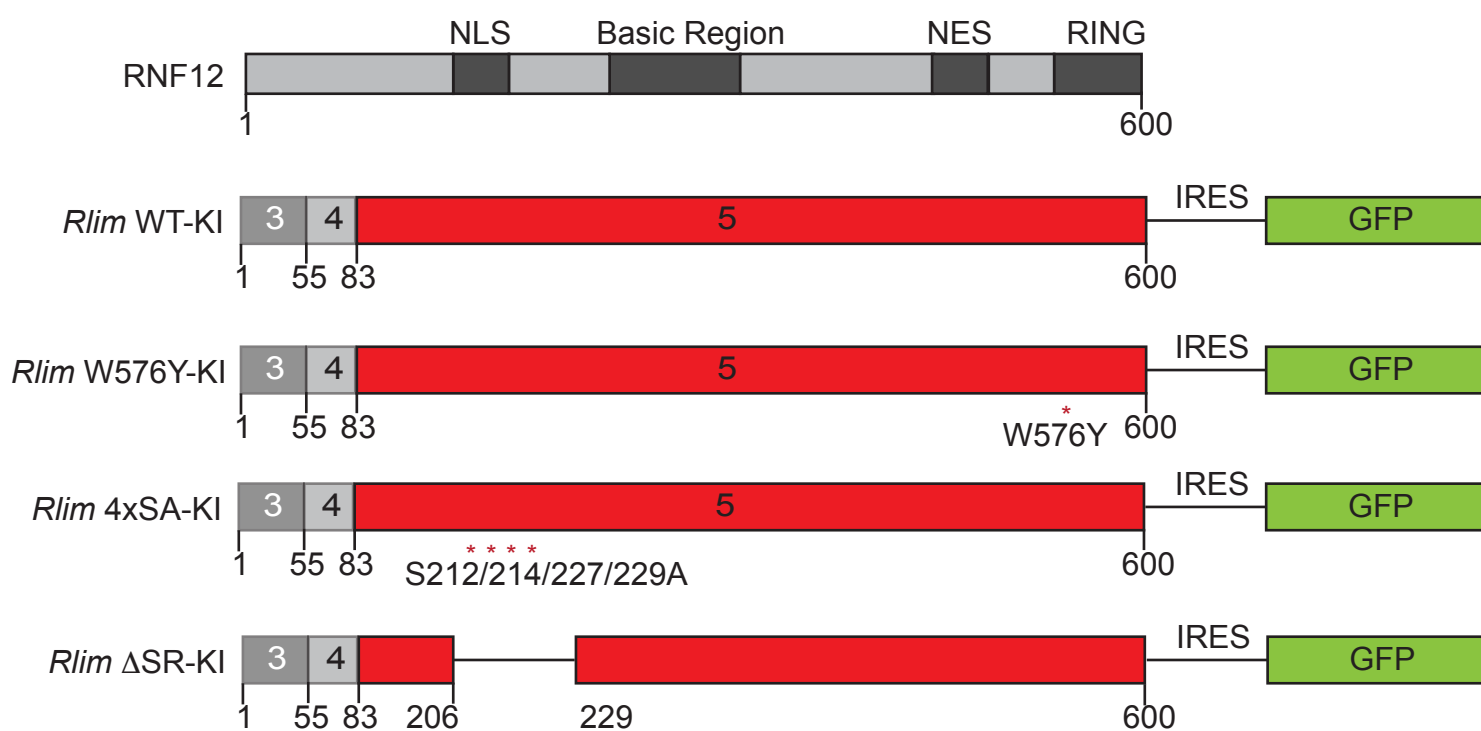 NLS Basic Region NES RING
RNF12
1 600
Rlim WT-KI 3 4 5 IRES GFP
1 55 83 600
Rlim W576Y-KI 3 4 5 IRES GFP
1 55 83 * W576Y 600
Rlim 4xSA-KI 3 4 5 IRES GFP
* * * *
1 55 83 S212/214/227/229A 600
Rlim ΔSR-KI 3 4 IRES GFP
1 55 83 206 229 600